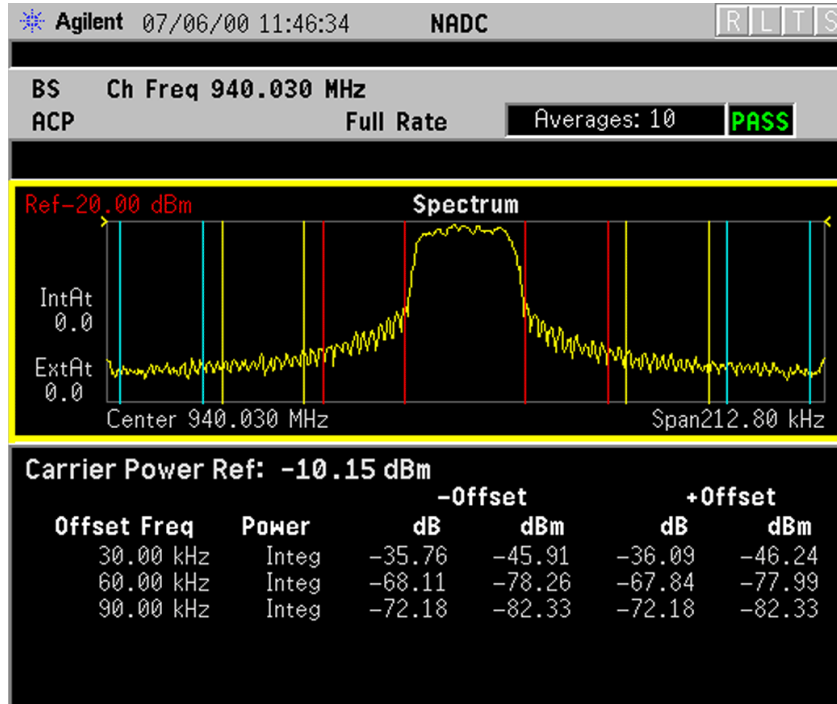 Agilent 07/06/00 11:46:34 NADC R L T S
BS Ch Freq 940.030 MHz
ACP Full Rate Averages: 10 PASS
Ref-20.00 dBm Spectrum
IntAt
0.0
ExtAt
0.0
Center 940.030 MHz Span212.80 kHz
Carrier Power Ref: -10.15 dBm
-Offset +Offset
Offset Freq Power dB dBm dB dBm
30.00 kHz Integ -35.76 -45.91 -36.09 -46.24
60.00 kHz Integ -68.11 -78.26 -67.84 -77.99
90.00 kHz Integ -72.18 -82.33 -72.18 -82.33